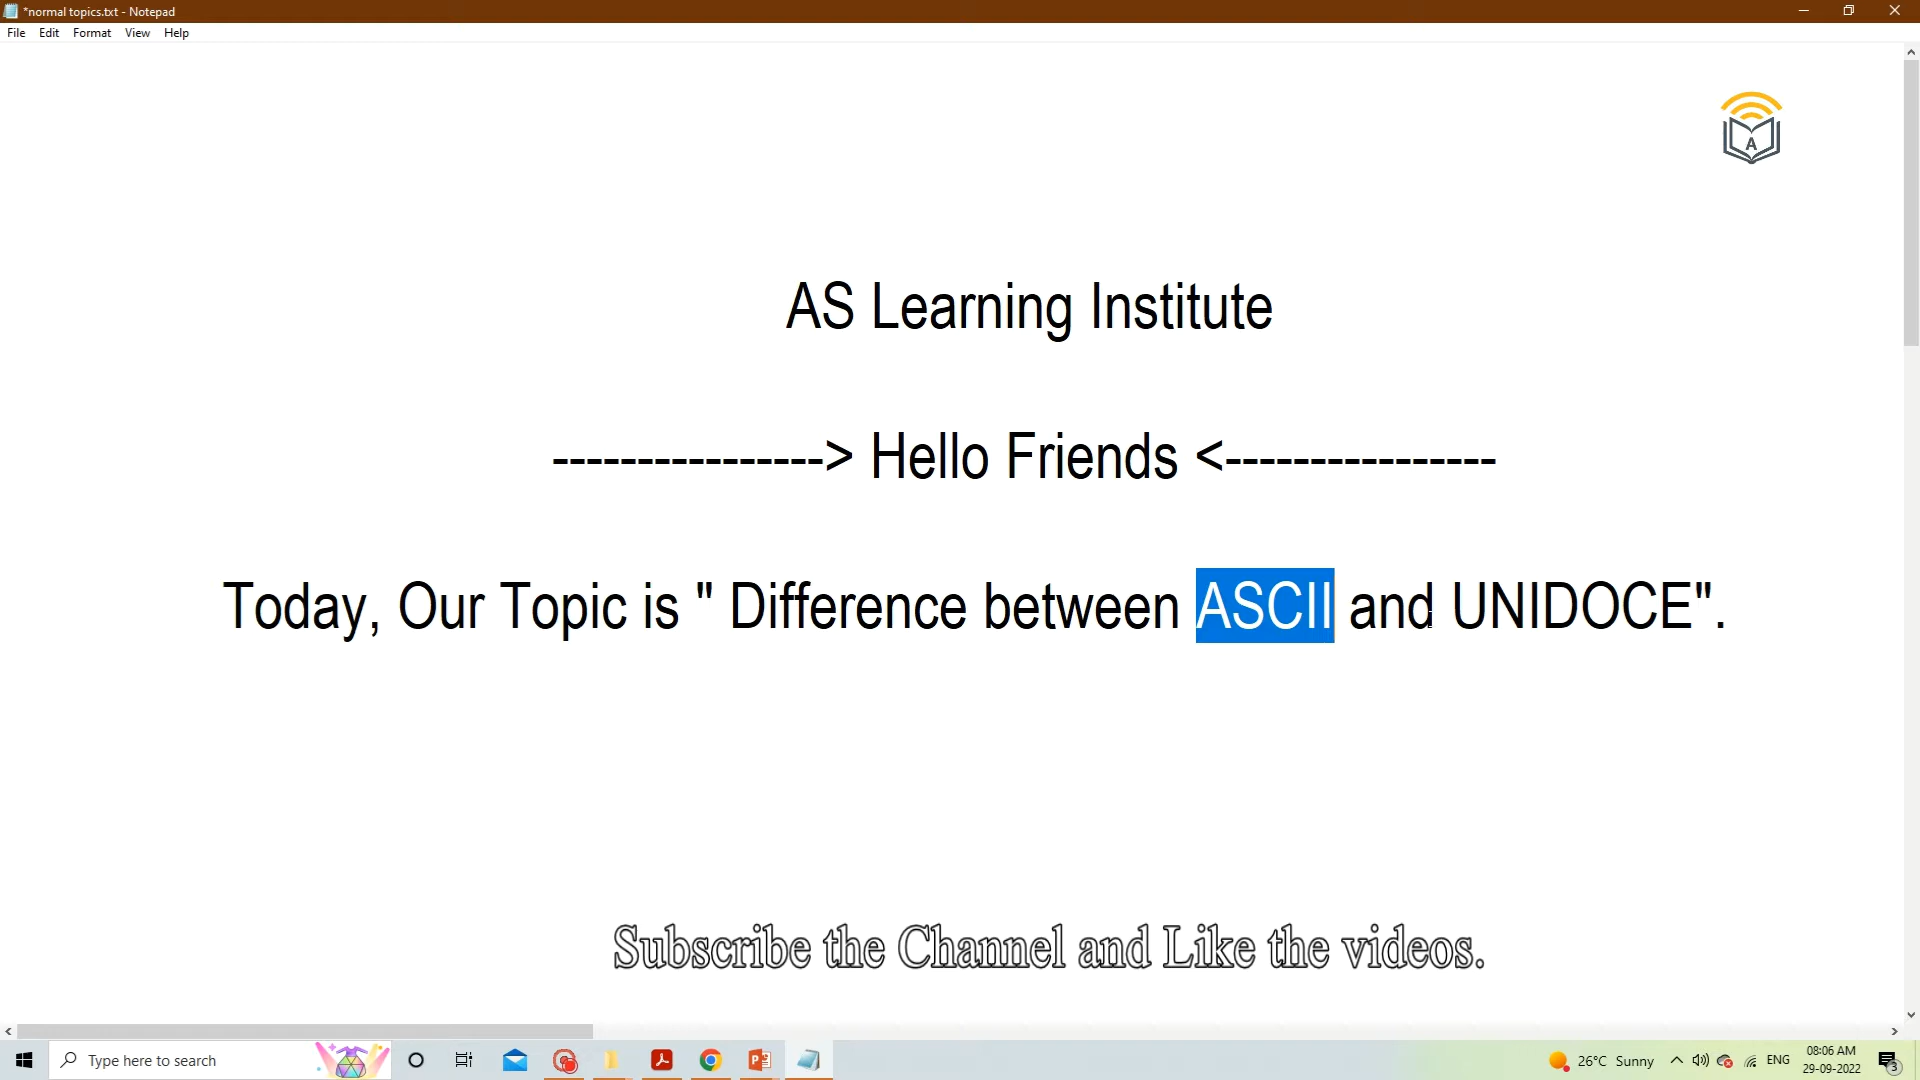 *normal topics.txt - Notepad
File Edit Format View Help
A
AS Learning Institute
----------------> Hello Friends <----------------
Today, Our Topic is " Difference between ASCII and UNIDOCE".
Subscribe the Channel and Like the videos.
Type here to search
26°C Sunny
ENG
08:06 AM
29-09-2022
3